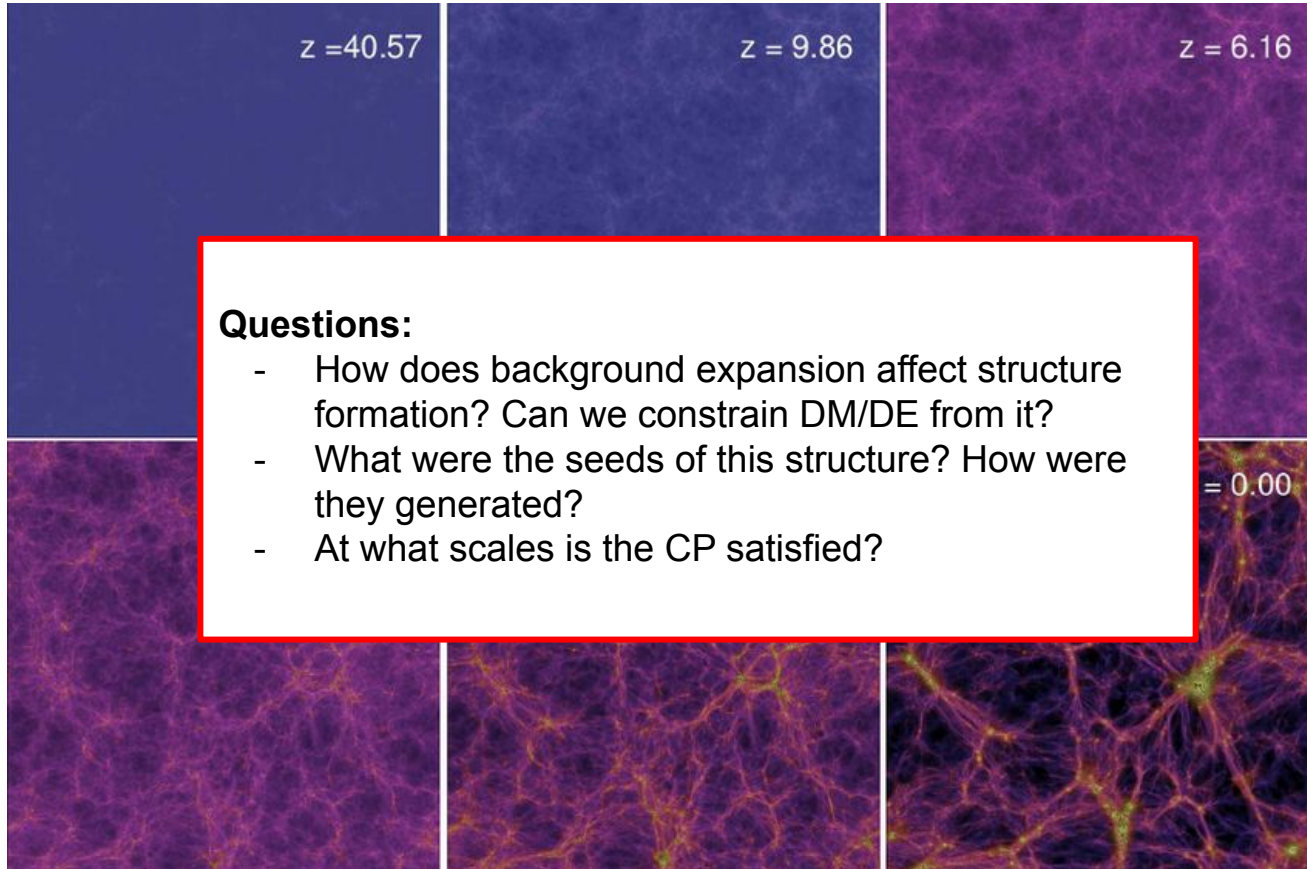 z =40.57
z = 9.86
z = 6.16
Questions:
- How does background expansion affect structure
formation? Can we constrain DM/DE from it?
- What were the seeds of this structure? How were
they generated?
- At what scales is the CP satisfied?
= 0.00